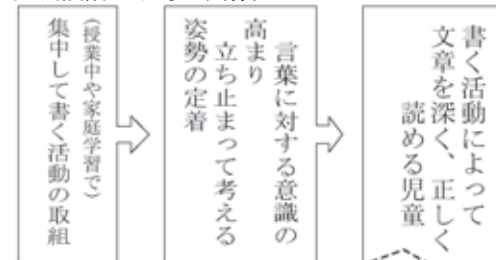 （授業中や家庭学習で）
集中して書く活動の取組
言葉に対する意識の
高まり
立ち止まって考える
姿勢の定着
書く活動によって
文章を深く、正しく
読める児童